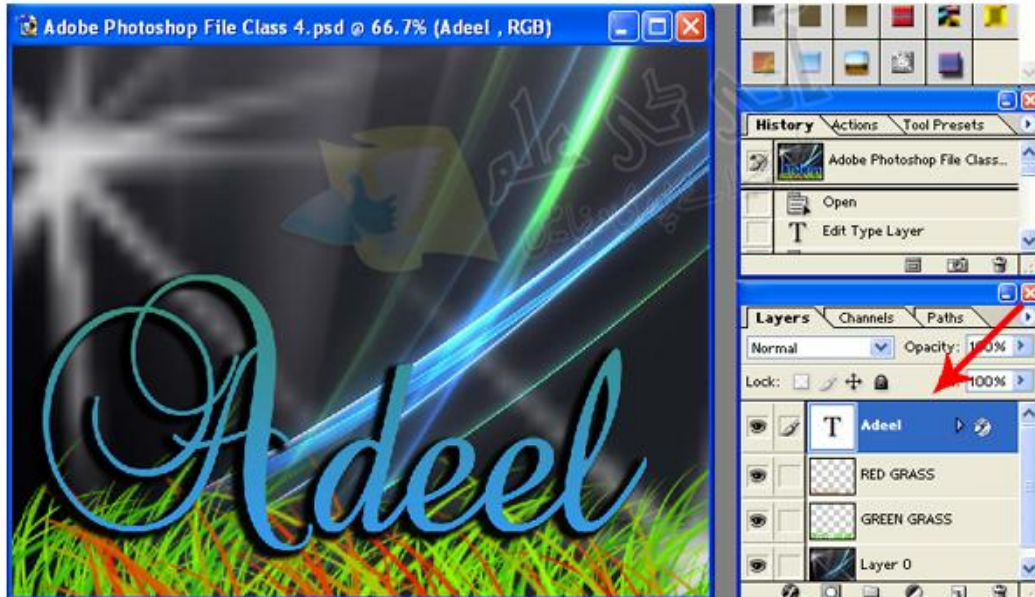 Adobe Photoshop File Class 4.psd @ 66.7% (Adeel , RGB)
Adeel
History Actions Tool Presets
Adobe Photoshop File Class...
Open
T Edit Type Layer
Layers Channels Paths
Normal Opacity: 100%
Lock: 100%
T Adeel
RED GRASS
GREEN GRASS
Layer 0